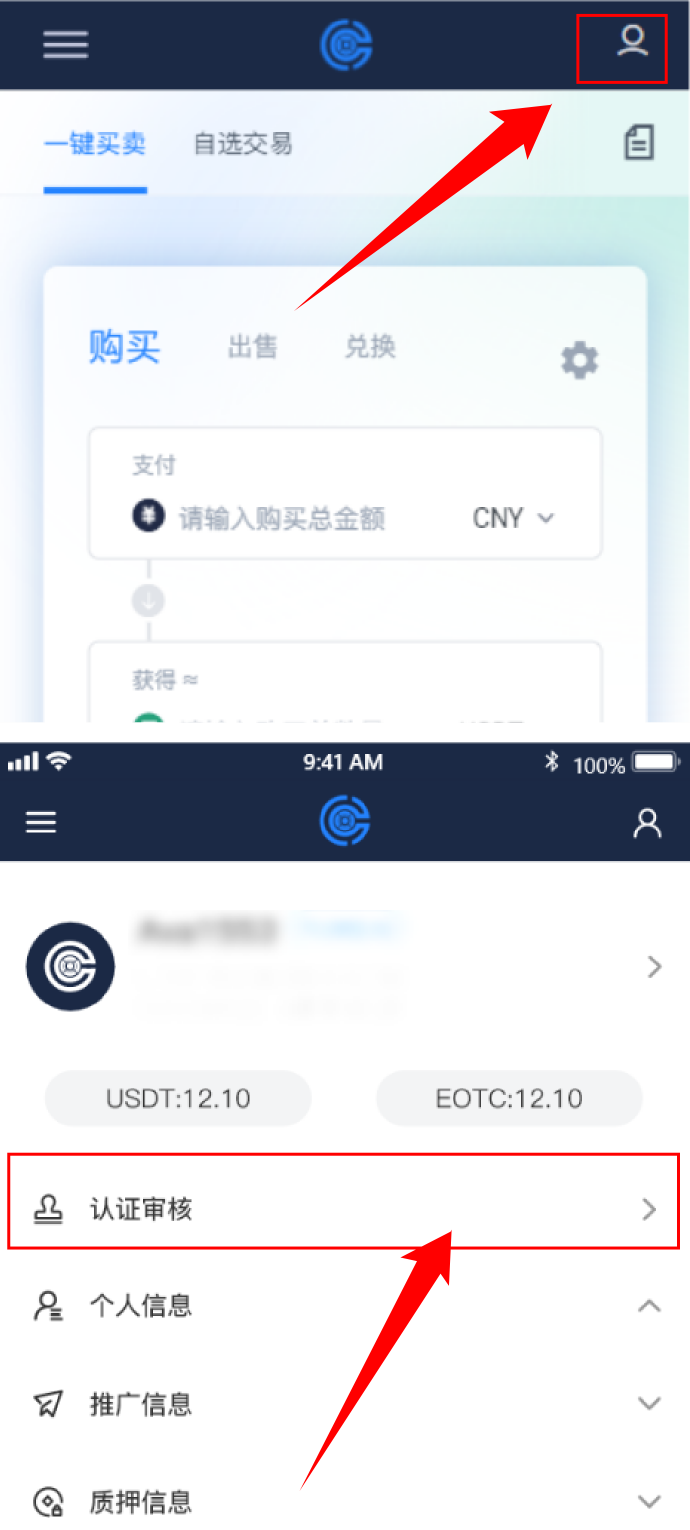 一键买卖 自选交易
购买 出售 兑换
支付
请输入购买总金额 CNY
获得 ≈
9:41 AM 100%
USDT:12.10 EOTC:12.10
认证审核
个人信息
推广信息
质押信息